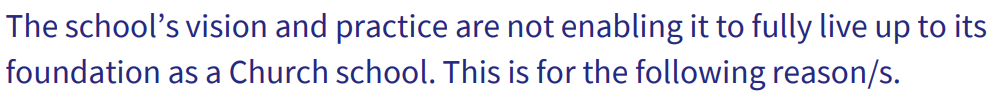 The school’s vision and practice are not enabling it to fully live up to its
foundation as a Church school. This is for the following reason/s.